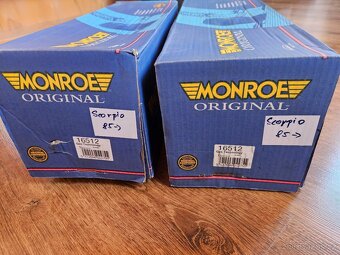 MONROE
ORIGINAL
Scorpio
85->
16512
MONROE
ORIGINAL
Scorpio
85->
16512